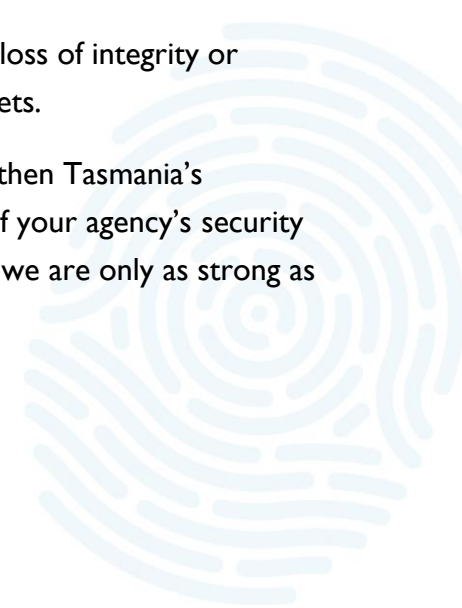 loss of integrity or
ets.
then Tasmania’s
f your agency’s security
we are only as strong as